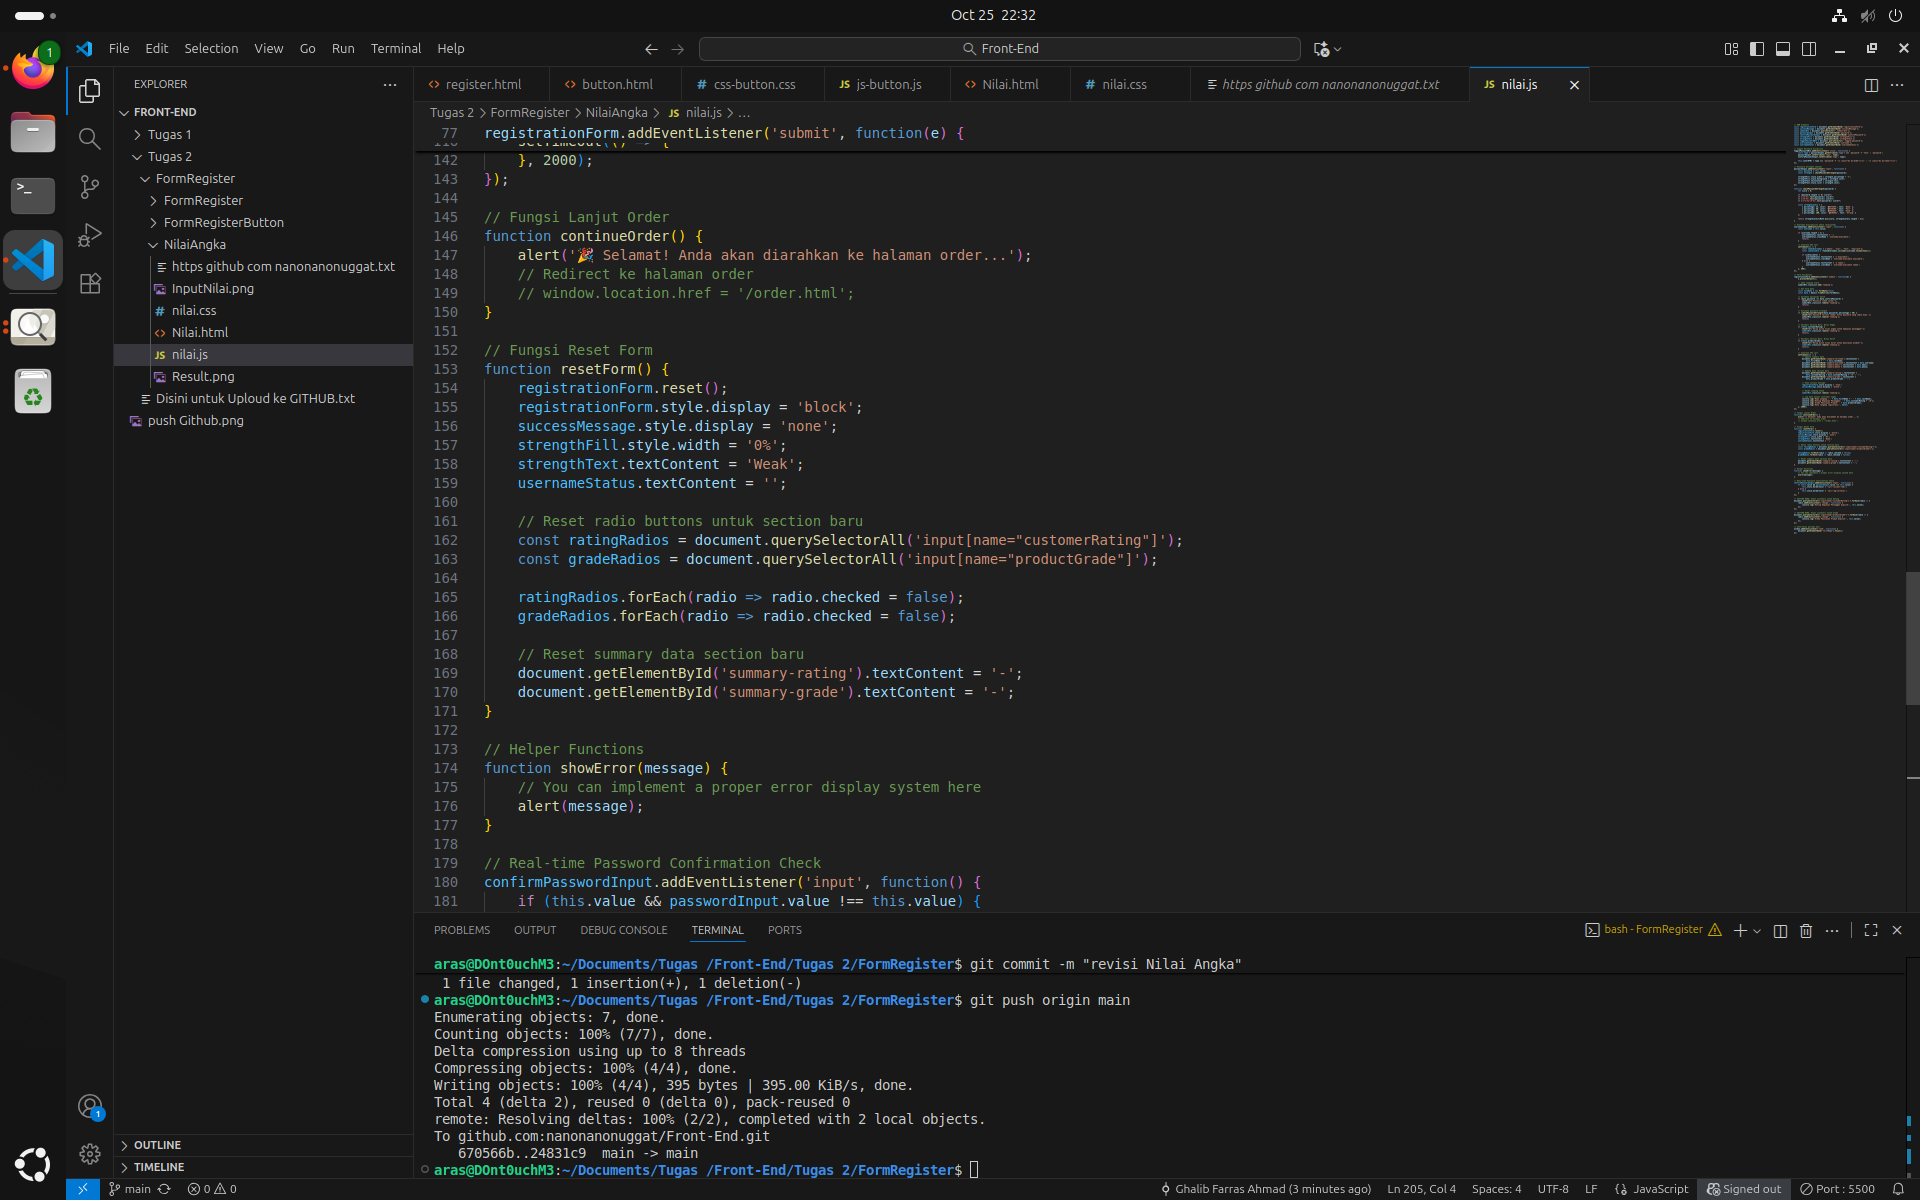 Oct 25 22:32
1
File Edit Selection View Go Run Terminal Help
Front-End
EXPLORER
register.html
button.html
css-button.css
js-button.js
Nilai.html
nilai.css
https github com nanonanonuggat.txt
nilai.js
Tugas 2 > FormRegister > NilaiAngka > JS nilai.js > ...
FRONT-END
Tugas 1
Tugas 2
FormRegister
FormRegister
FormRegisterButton
NilaiAngka
https github com nanonanonuggat.txt
InputNilai.png
nilai.css
Nilai.html
nilai.js
Result.png
Disini untuk Uploud ke GITHUB.txt
push Github.png
OUTLINE
TIMELINE
77 registrationForm.addEventListener('submit', function(e) {
142 }, 2000);
143 });
144
145 // Fungsi Lanjut Order
146 function continueOrder() {
147 alert('🎉 Selamat! Anda akan diarahkan ke halaman order...');
148 // Redirect ke halaman order
149 // window.location.href = '/order.html';
150 }
151
152 // Fungsi Reset Form
153 function resetForm() {
154 registrationForm.reset();
155 registrationForm.style.display = 'block';
156 successMessage.style.display = 'none';
157 strengthFill.style.width = '0%';
158 strengthText.textContent = 'Weak';
159 usernameStatus.textContent = '';
160
161 // Reset radio buttons untuk section baru
162 const ratingRadios = document.querySelectorAll('input[name="customerRating"]');
163 const gradeRadios = document.querySelectorAll('input[name="productGrade"]');
164
165 ratingRadios.forEach(radio => radio.checked = false);
166 gradeRadios.forEach(radio => radio.checked = false);
167
168 // Reset summary data section baru
169 document.getElementById('summary-rating').textContent = '-';
170 document.getElementById('summary-grade').textContent = '-';
171 }
172
173 // Helper Functions
174 function showError(message) {
175 // You can implement a proper error display system here
176 alert(message);
177 }
178
179 // Real-time Password Confirmation Check
180 confirmPasswordInput.addEventListener('input', function() {
181 if (this.value && passwordInput.value !== this.value) {
PROBLEMS OUTPUT DEBUG CONSOLE TERMINAL PORTS
bash - FormRegister
aras@DOnt0uchM3:~/Documents/Tugas /Front-End/Tugas 2/FormRegister$ git commit -m "revisi Nilai Angka"
1 file changed, 1 insertion(+), 1 deletion(-)
aras@DOnt0uchM3:~/Documents/Tugas /Front-End/Tugas 2/FormRegister$ git push origin main
Enumerating objects: 7, done.
Counting objects: 100% (7/7), done.
Delta compression using up to 8 threads
Compressing objects: 100% (4/4), done.
Writing objects: 100% (4/4), 395 bytes | 395.00 KiB/s, done.
Total 4 (delta 2), reused 0 (delta 0), pack-reused 0
remote: Resolving deltas: 100% (2/2), completed with 2 local objects.
To github.com:nanonanonuggat/Front-End.git
670566b..24831c9 main -> main
aras@DOnt0uchM3:~/Documents/Tugas /Front-End/Tugas 2/FormRegister$
1
main 0 0
Ghalib Farras Ahmad (3 minutes ago) Ln 205, Col 4 Spaces: 4 UTF-8 LF {} JavaScript Signed out Port : 5500